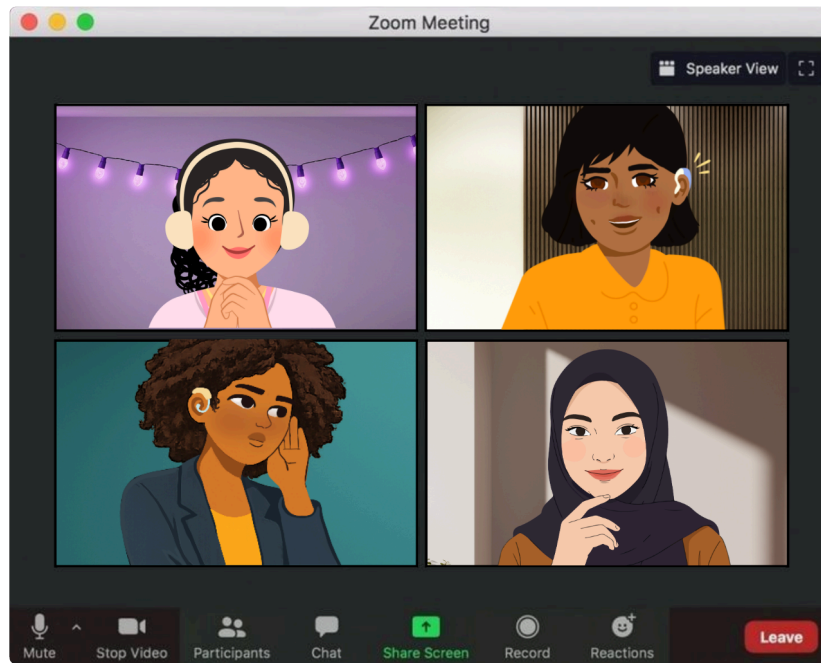 Zoom Meeting
Speaker View
Mute
Stop Video
Participants
Chat
Share Screen
Record
Reactions
Leave